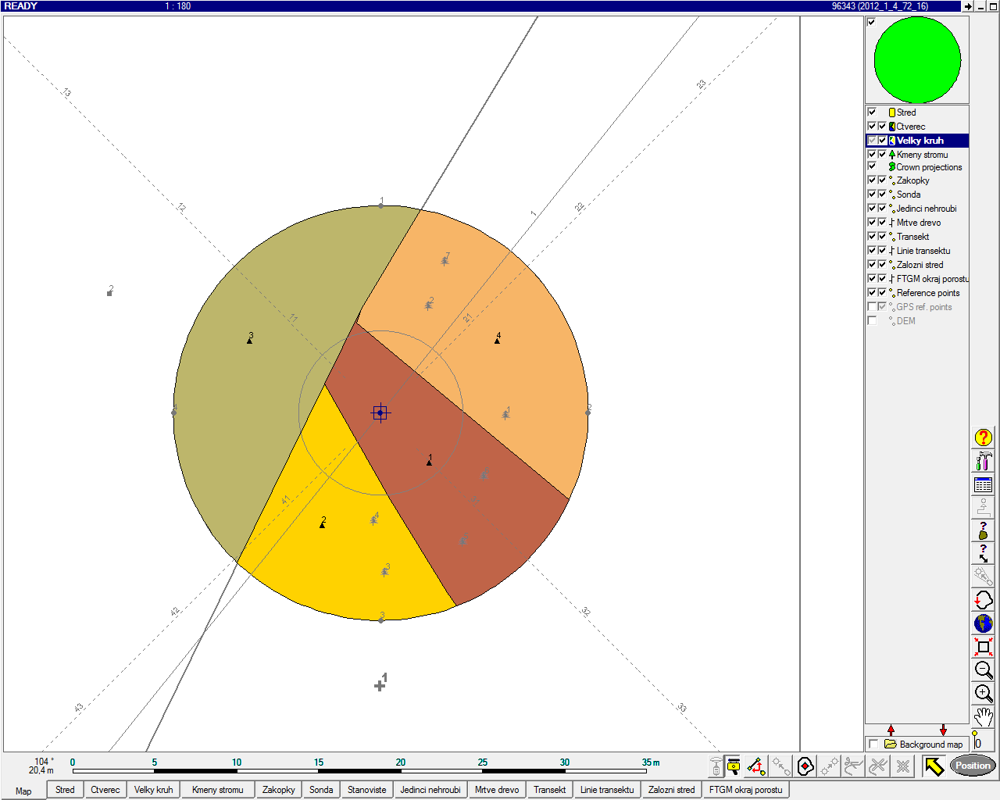 READY 1 : 180 96343 (2012_1_4_72_16)
23
13
1
12
22
1
7
2
2
11
21
3
4
4
1
2
1
41
2
4
3
3
42
32
1
43
33
Stred
Ctverec
Velky kruh
Kmeny stromu
Crown projections
Zakopky
Sonda
Jedinci nehroubi
Mrtve drevo
Transekt
Linie transektu
Zalozni stred
FTGM okraj porostu
Reference points
GPS ref. points
DEM
Background map
104 ° 0 5 10 15 20 25 30 35 m
20,4 m
Position
Map Stred Ctverec Velky kruh Kmeny stromu Zakopky Sonda Stanoviste Jedinci nehroubi Mrtve drevo Transekt Linie transektu Zalozni stred FTGM okraj porostu